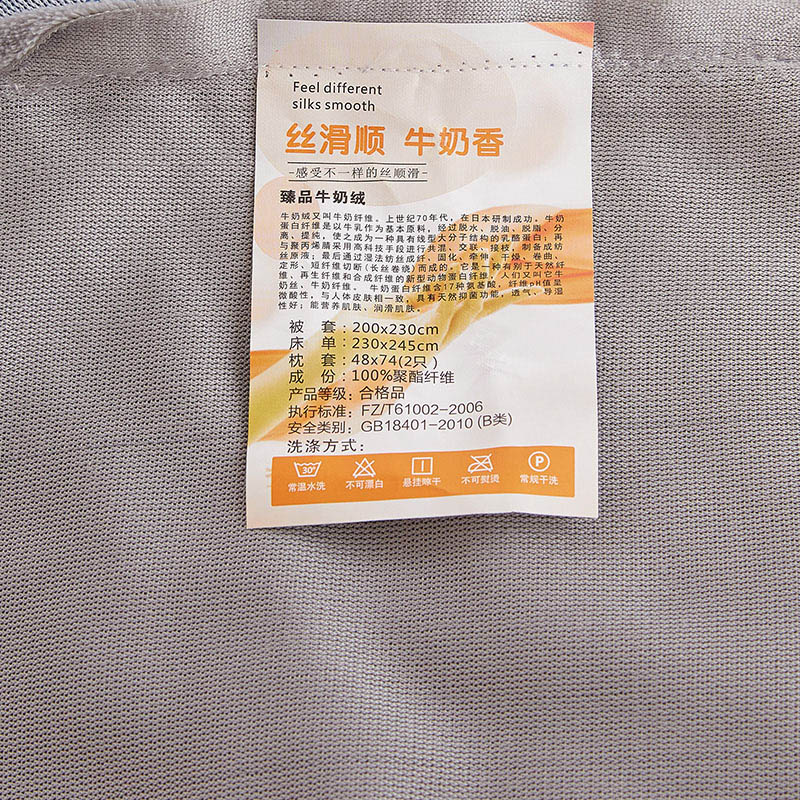 Feel different
silks smooth
丝滑顺 牛奶香
-感受不一样的丝顺滑-
臻品牛奶绒
牛奶绒又叫牛奶纤维。上世纪70年代，在日本研制成功。牛奶
蛋白纤维是以牛乳作为基本原料，经过脱水、脱油、脱脂、分
离、提纯，使之成为一种具有线型大分子结构的乳酪蛋白；再
与聚丙烯腈采用高科技手段进行共混、交联、接枝，制备成纺
丝原液；最后通过湿法纺丝成纤、固化、牵伸、干燥、卷曲、
定形、短纤维切断(长丝卷绕)而成的。它是一种有别于天然纤
维、再生纤维和合成纤维的新型动物蛋白纤维，人们又叫它牛
奶丝、牛奶纤维。 牛奶蛋白纤维含17种氨基酸，纤维pH值呈
微酸性，与人体皮肤相一致，具有天然抑菌功能，透气、导湿
性好；能营养肌肤、润滑肌肤。
被 套：200x230cm
床 单：230x245cm
枕 套：48x74(2只)
成 份：100%聚酯纤维
产品等级：合格品
执行标准：FZ/T61002-2006
安全类别：GB18401-2010 (B类)
洗涤方式：
30°
P
常温水洗 不可漂白 悬挂晾干 不可熨烫 常规干洗